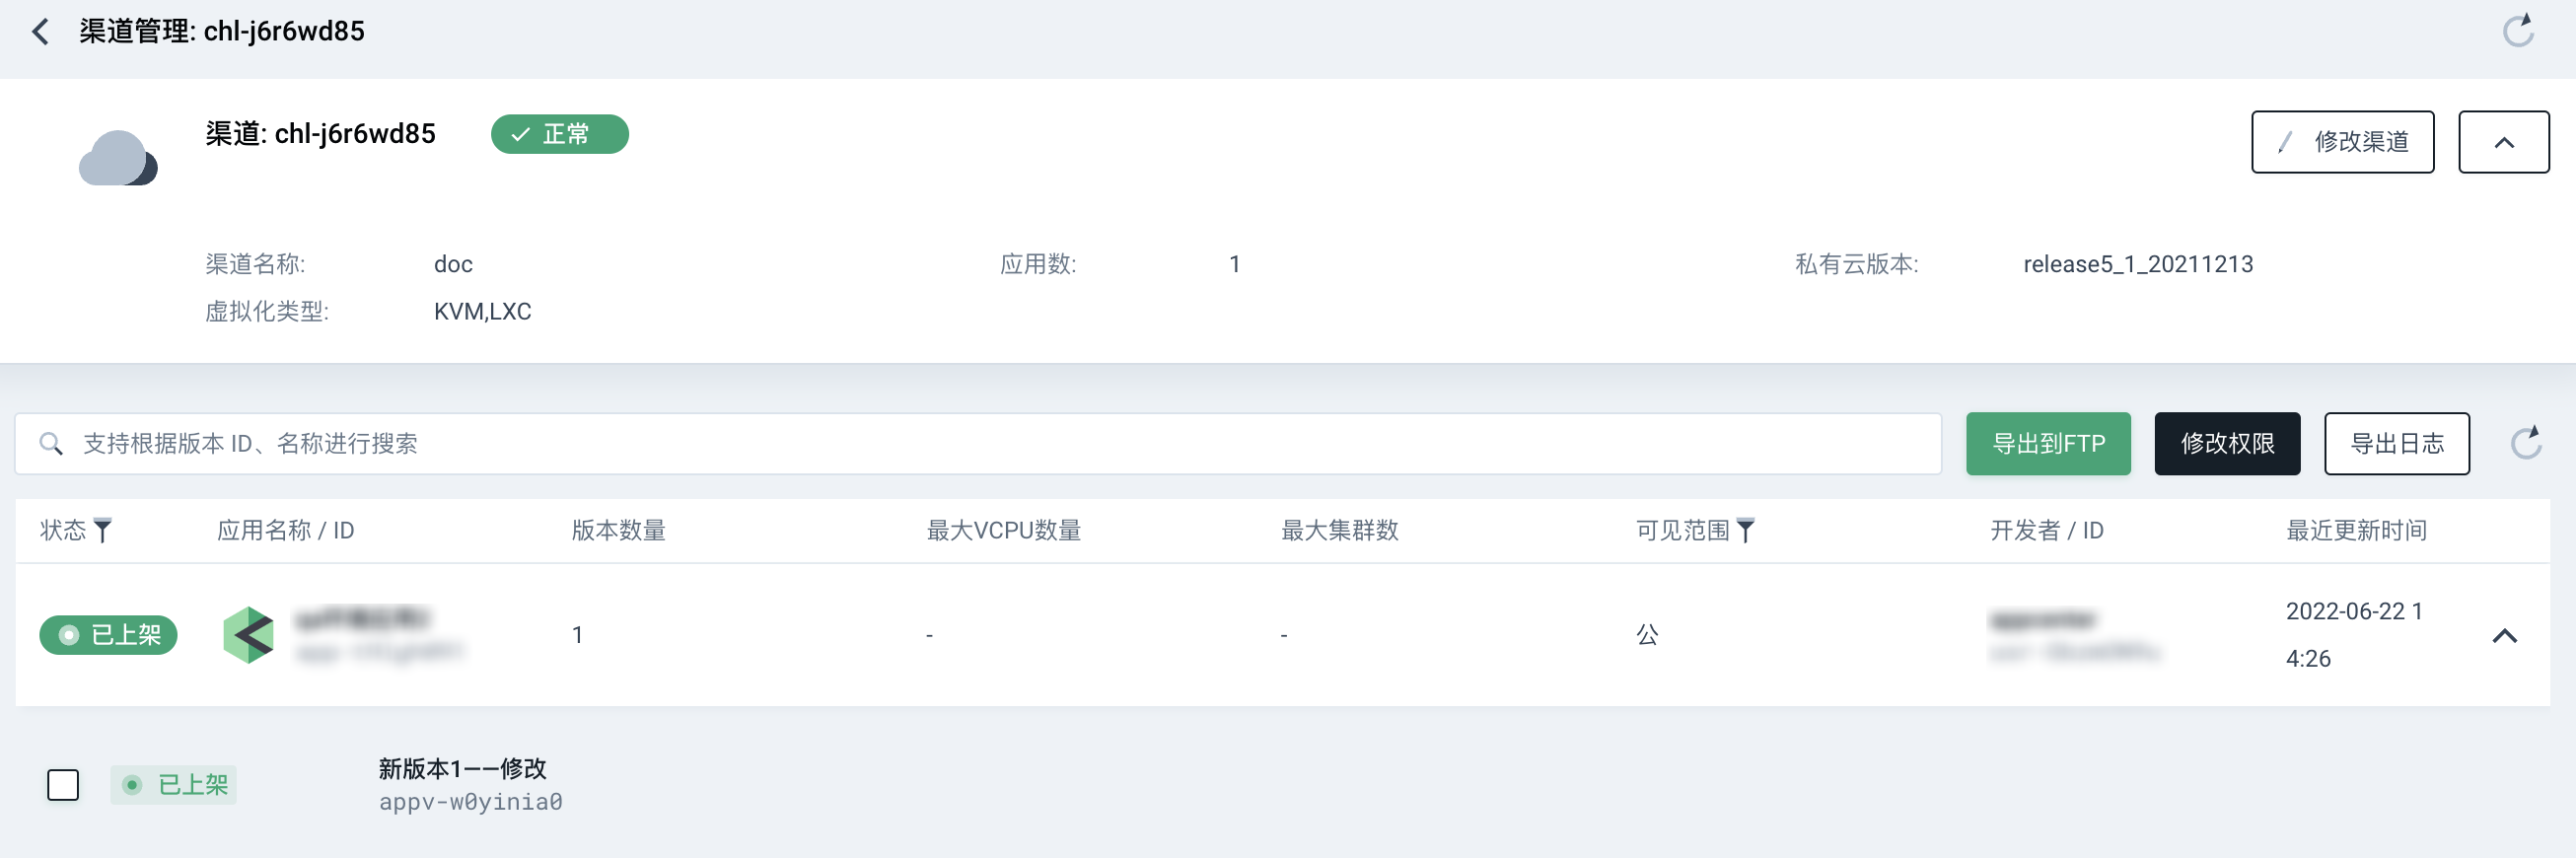 渠道管理: chl-j6r6wd85
渠道: chl-j6r6wd85
正常
修改渠道
渠道名称: doc
应用数: 1
私有云版本: release5_1_20211213
虚拟化类型: KVM,LXC
支持根据版本 ID、名称进行搜索
导出到FTP
修改权限
导出日志
状态 应用名称 / ID 版本数量 最大VCPU数量 最大集群数 可见范围 开发者 / ID 最近更新时间
已上架 1 - - 公 2022-06-22 1
4:26
已上架
新版本1——修改
appv-w0yinia0